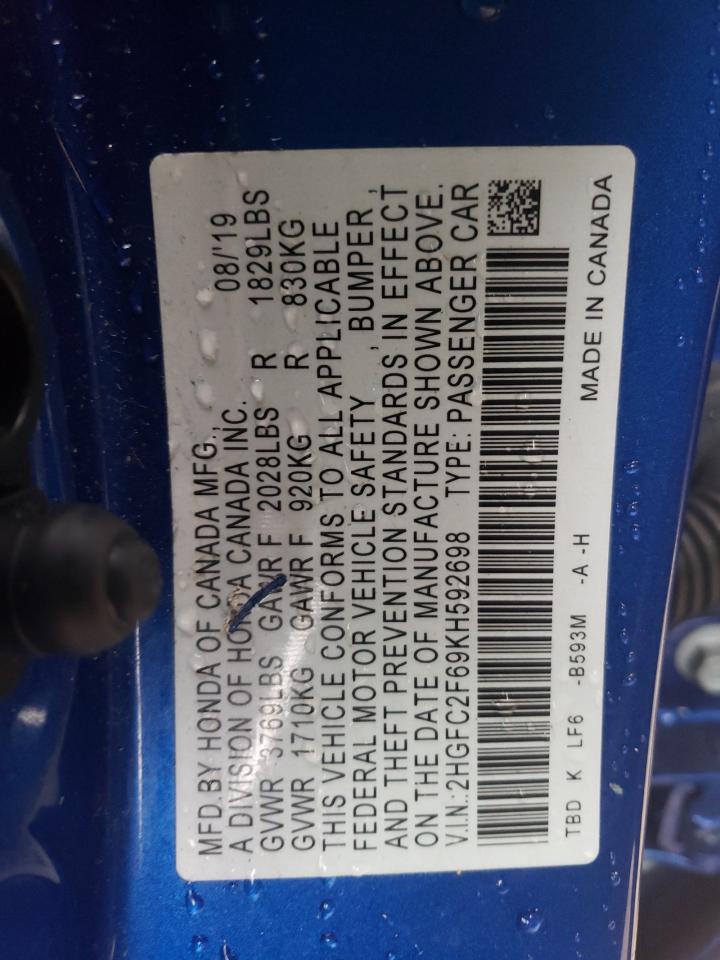 MFD.BY HONDA OF CANADA MFG., 08/'19
A DIVISION OF HONDA CANADA INC.
GVWR 3769LBS GAWR F 2028LBS R 1829LBS
GVWR 1710KG GAWR F 920KG R 830KG
THIS VEHICLE CONFORMS TO ALL APPLICABLE
FEDERAL MOTOR VEHICLE SAFETY , BUMPER ,
AND THEFT PREVENTION STANDARDS IN EFFECT
ON THE DATE OF MANUFACTURE SHOWN ABOVE.
V.I.N.:2HGFC2F69KH592698 TYPE: PASSENGER CAR
TBD K LF6 -B593M -A -H MADE IN CANADA